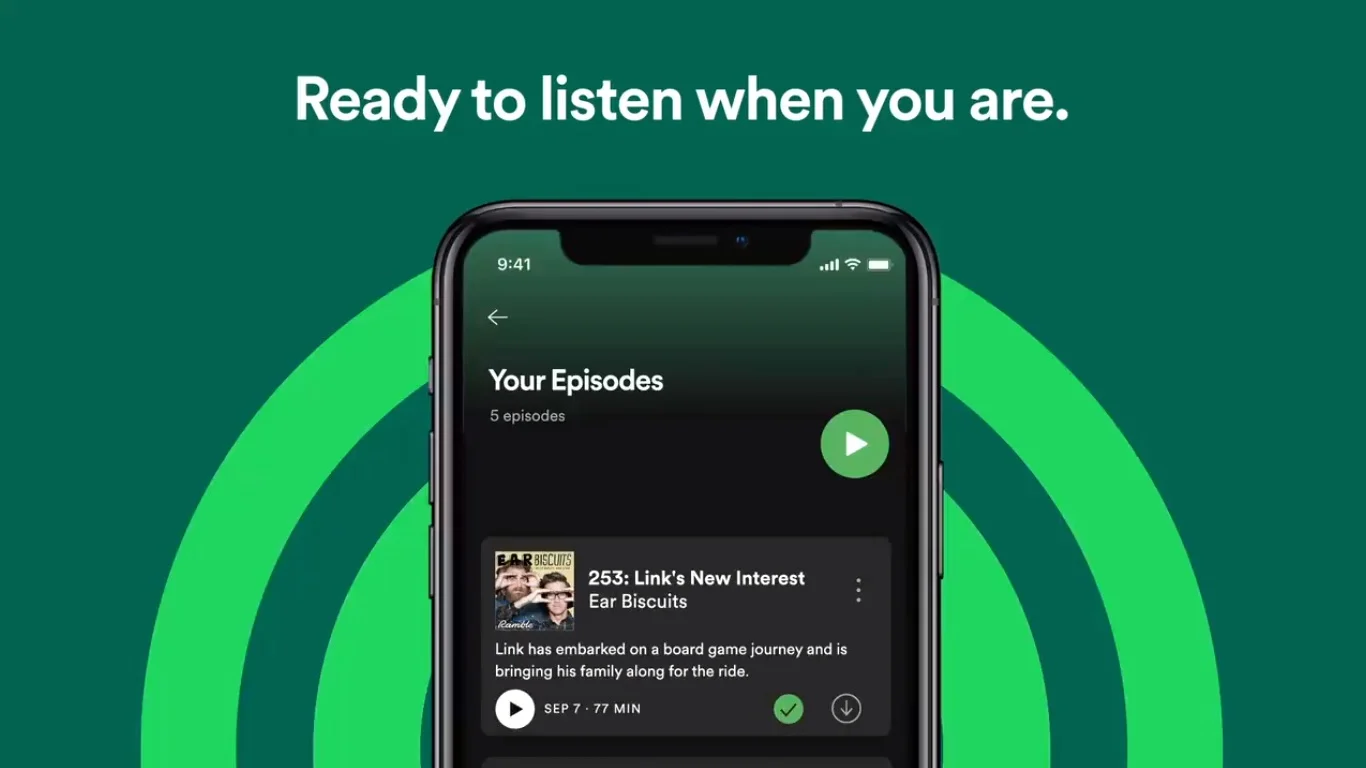 Ready to listen when you are.
9:41
Your Episodes
5 episodes
EAR BISCUITS
Ramble
253: Link's New Interest
Ear Biscuits
Link has embarked on a board game journey and is
bringing his family along for the ride.
SEP 7 · 77 MIN